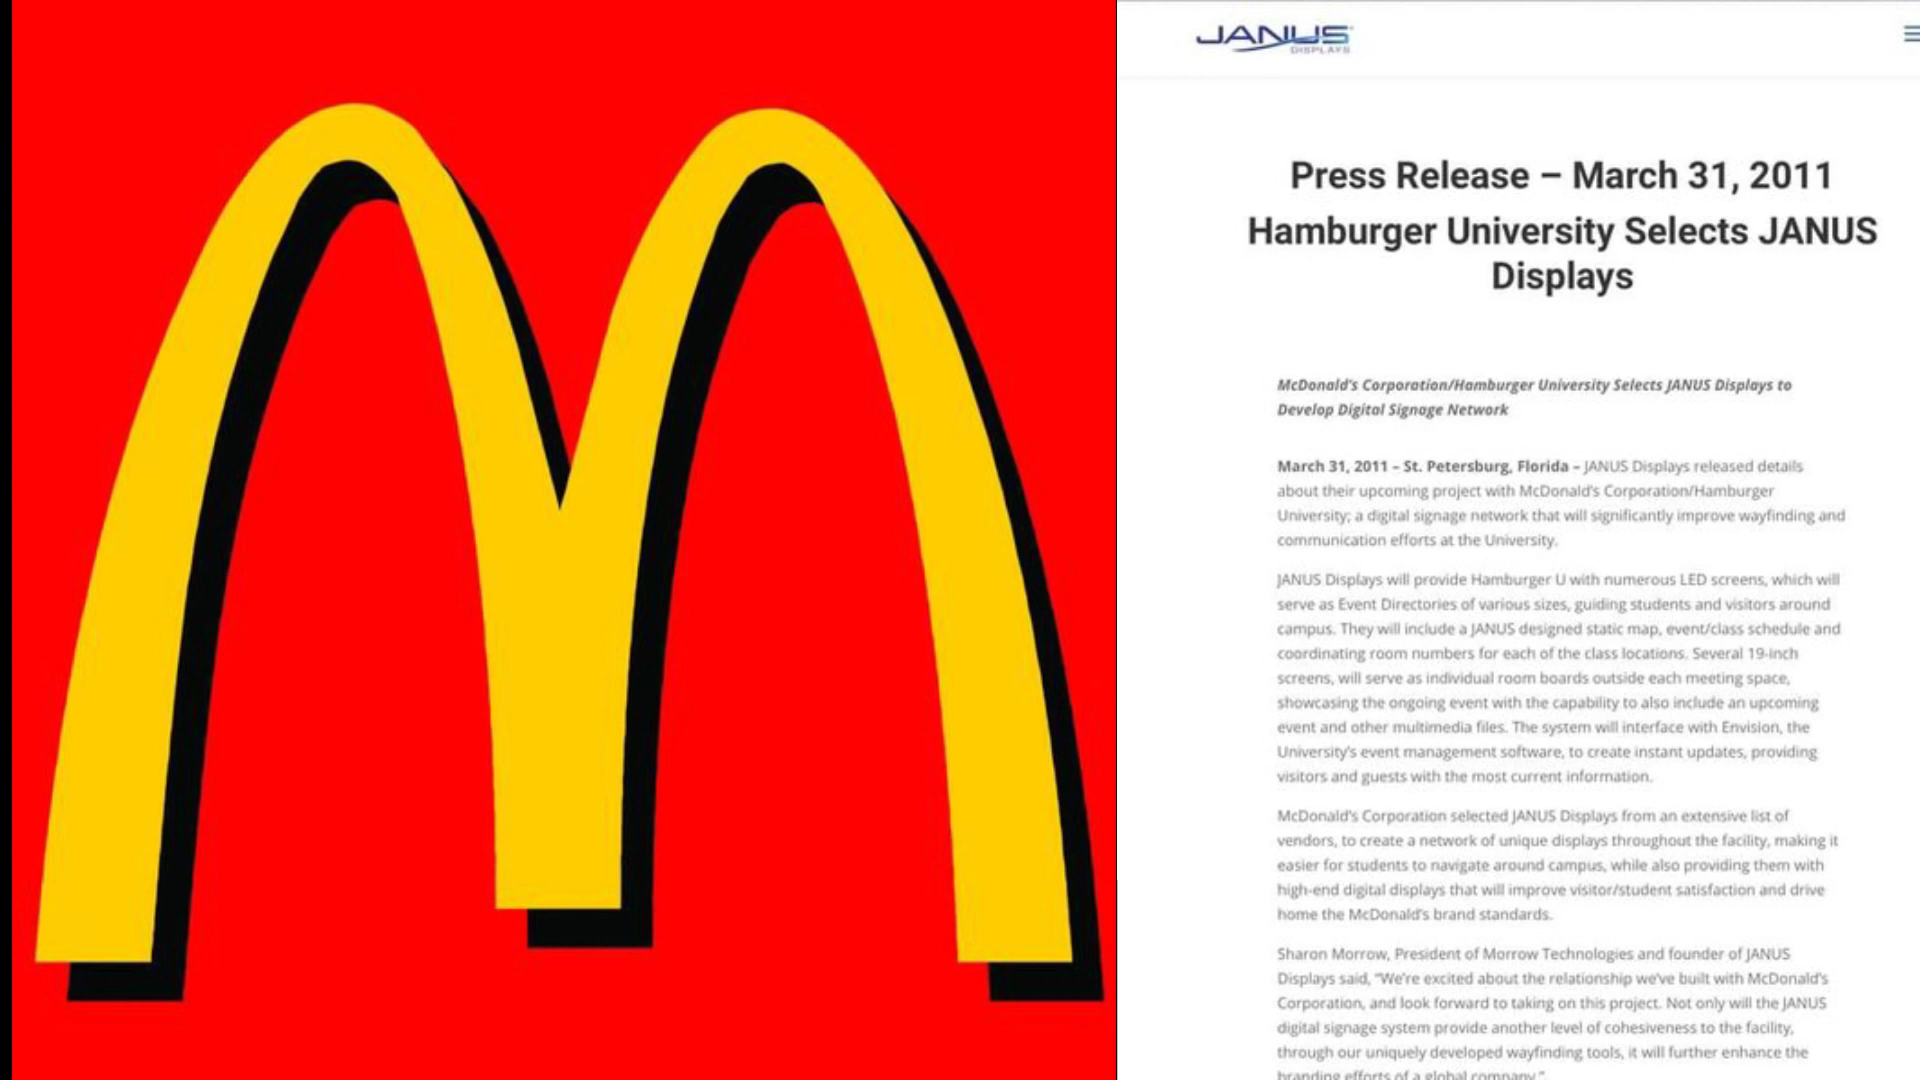 JANUS
DISPLAYS
Press Release – March 31, 2011
Hamburger University Selects JANUS
Displays
McDonald's Corporation/Hamburger University Selects JANUS Displays to
Develop Digital Signage Network
March 31, 2011 – St. Petersburg, Florida – JANUS Displays released details
about their upcoming project with McDonald's Corporation/Hamburger
University; a digital signage network that will significantly improve wayfinding and
communication efforts at the University.
JANUS Displays will provide Hamburger U with numerous LED screens, which will
serve as Event Directories of various sizes, guiding students and visitors around
campus. They will include a JANUS designed static map, event/class schedule and
coordinating room numbers for each of the class locations. Several 19-inch
screens, will serve as individual room boards outside each meeting space,
showcasing the ongoing event with the capability to also include an upcoming
event and other multimedia files. The system will interface with Envision, the
University's event management software, to create instant updates, providing
visitors and guests with the most current information.
McDonald's Corporation selected JANUS Displays from an extensive list of
vendors, to create a network of unique displays throughout the facility, making it
easier for students to navigate around campus, while also providing them with
high-end digital displays that will improve visitor/student satisfaction and drive
home the McDonald's brand standards.
Sharon Morrow, President of Morrow Technologies and founder of JANUS
Displays said, "We're excited about the relationship we've built with McDonald's
Corporation, and look forward to taking on this project. Not only will the JANUS
digital signage system provide another level of cohesiveness to the facility,
through our uniquely developed wayfinding tools, it will further enhance the
branding efforts of a global company."